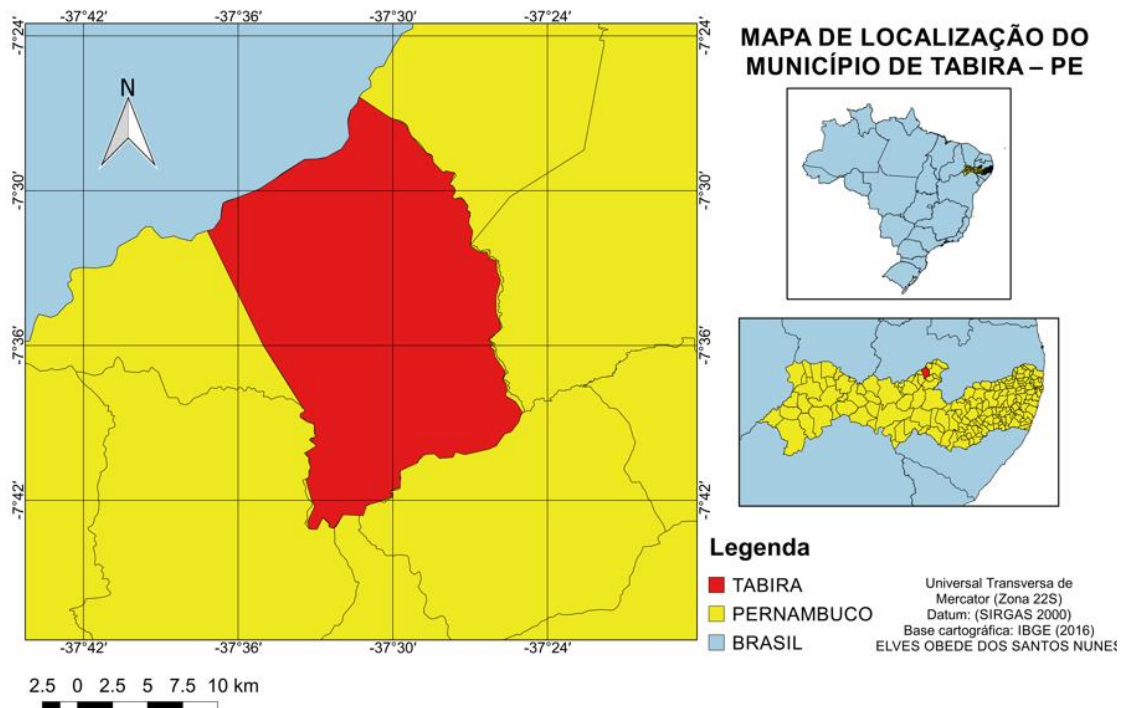 -37°42' -37°36' -37°30' -37°24'
MAPA DE LOCALIZAÇÃO DO
MUNICÍPIO DE TABIRA – PE
-7°24' -7°24'
N
-7°30' -7°30'
-7°36' -7°36'
-7°42' -7°42'
-37°42' -37°36' -37°30' -37°24'
2.5 0 2.5 5 7.5 10 km
Legenda
TABIRA
PERNAMBUCO
BRASIL
Universal Transversa de
Mercator (Zona 22S)
Datum: (SIRGAS 2000)
Base cartográfica: IBGE (2016)
ELVES OBEDE DOS SANTOS NUNES